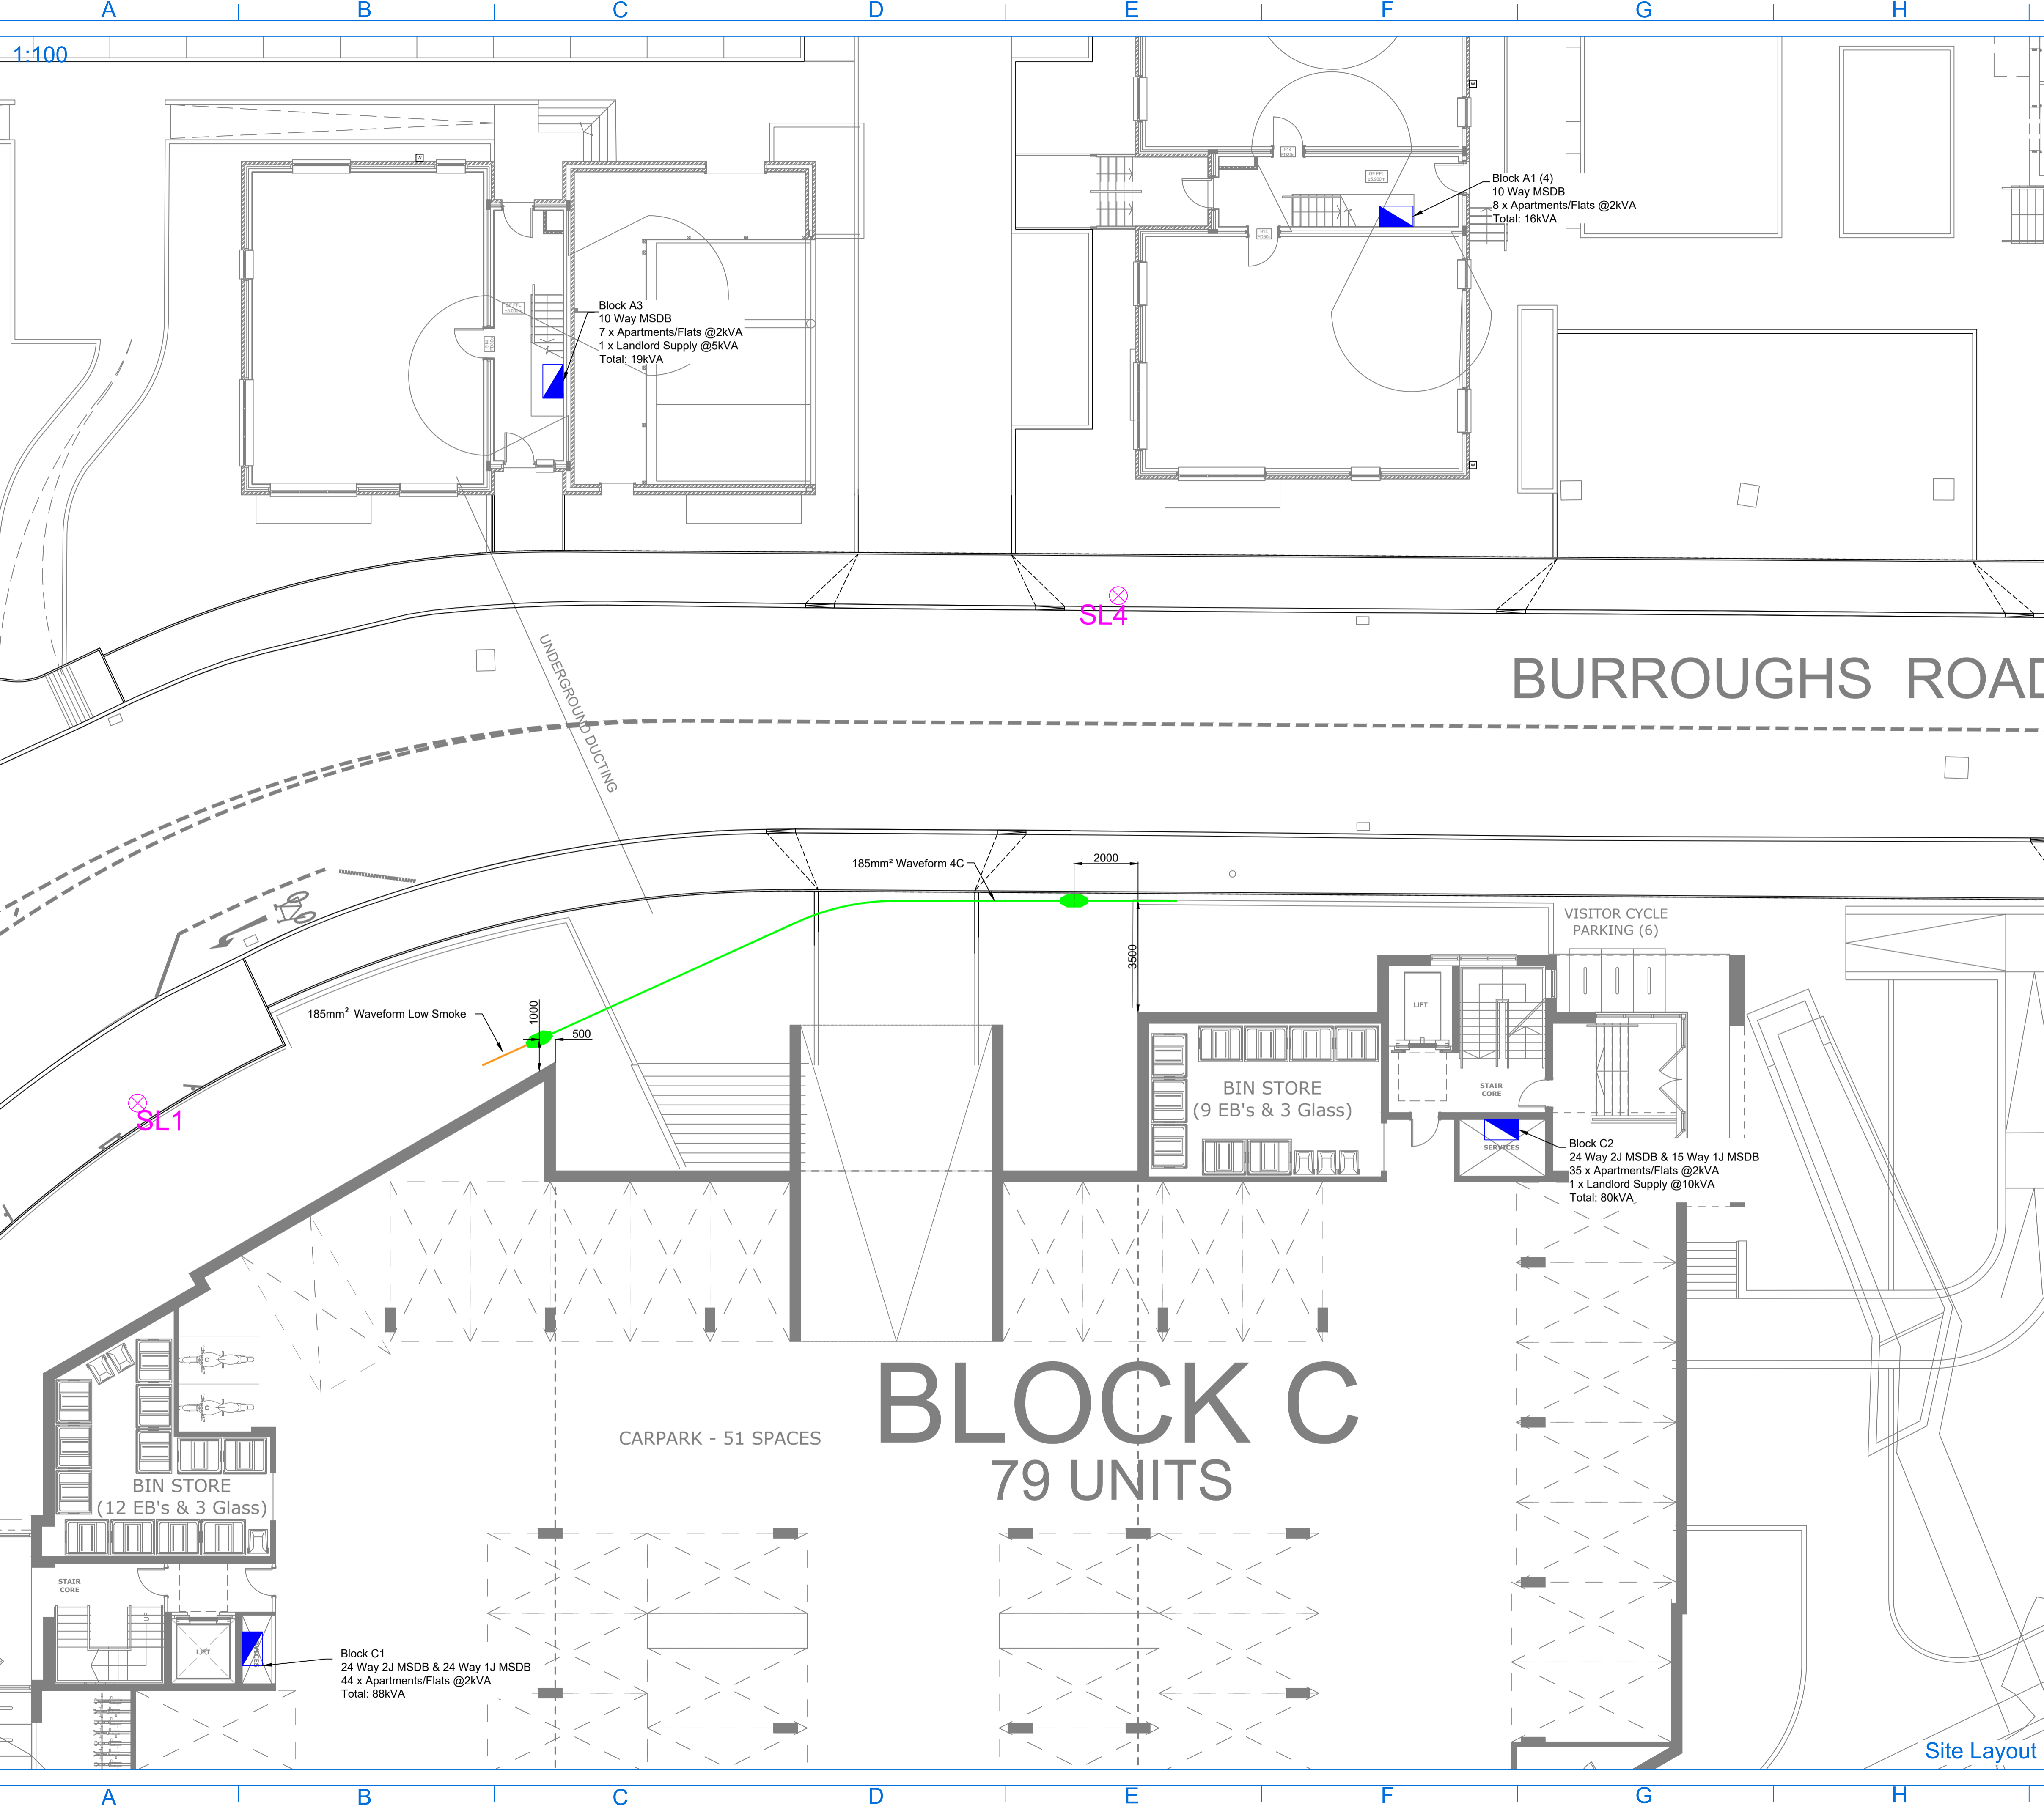 A B C D E F G H
1:100
Block A1 (4)
10 Way MSDB
8 x Apartments/Flats @2kVA
Total: 16kVA
Block A3
10 Way MSDB
7 x Apartments/Flats @2kVA
1 x Landlord Supply @5kVA
Total: 19kVA
W
W
W
SL4
BURROUGHS ROAD
UNDERGROUND DUCTING
185mm² Waveform 4C
2000
3500
VISITOR CYCLE
PARKING (6)
185mm² Waveform Low Smoke
1000
500
SL1
LIFT
STAIR
CORE
BIN STORE
(9 EB's & 3 Glass)
SERVICES
Block C2
24 Way 2J MSDB & 15 Way 1J MSDB
35 x Apartments/Flats @2kVA
1 x Landlord Supply @10kVA
Total: 80kVA
BLOCK C
79 UNITS
CARPARK - 51 SPACES
BIN STORE
(12 EB's & 3 Glass)
STAIR
CORE
UP
LIFT
Block C1
24 Way 2J MSDB & 24 Way 1J MSDB
44 x Apartments/Flats @2kVA
Total: 88kVA
Site Layout
A B C D E F G H